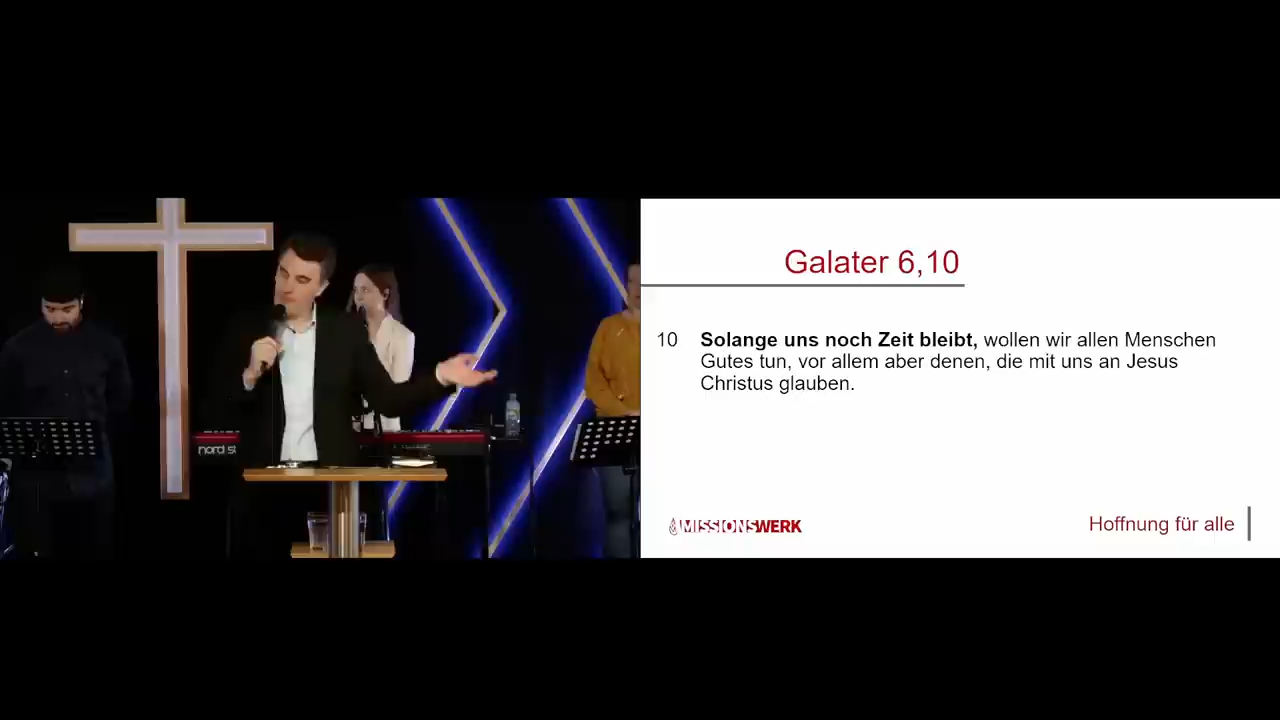 nord st
Galater 6,10
10 Solange uns noch Zeit bleibt, wollen wir allen Menschen
Gutes tun, vor allem aber denen, die mit uns an Jesus
Christus glauben.
MISSIONSWERK
Hoffnung für alle